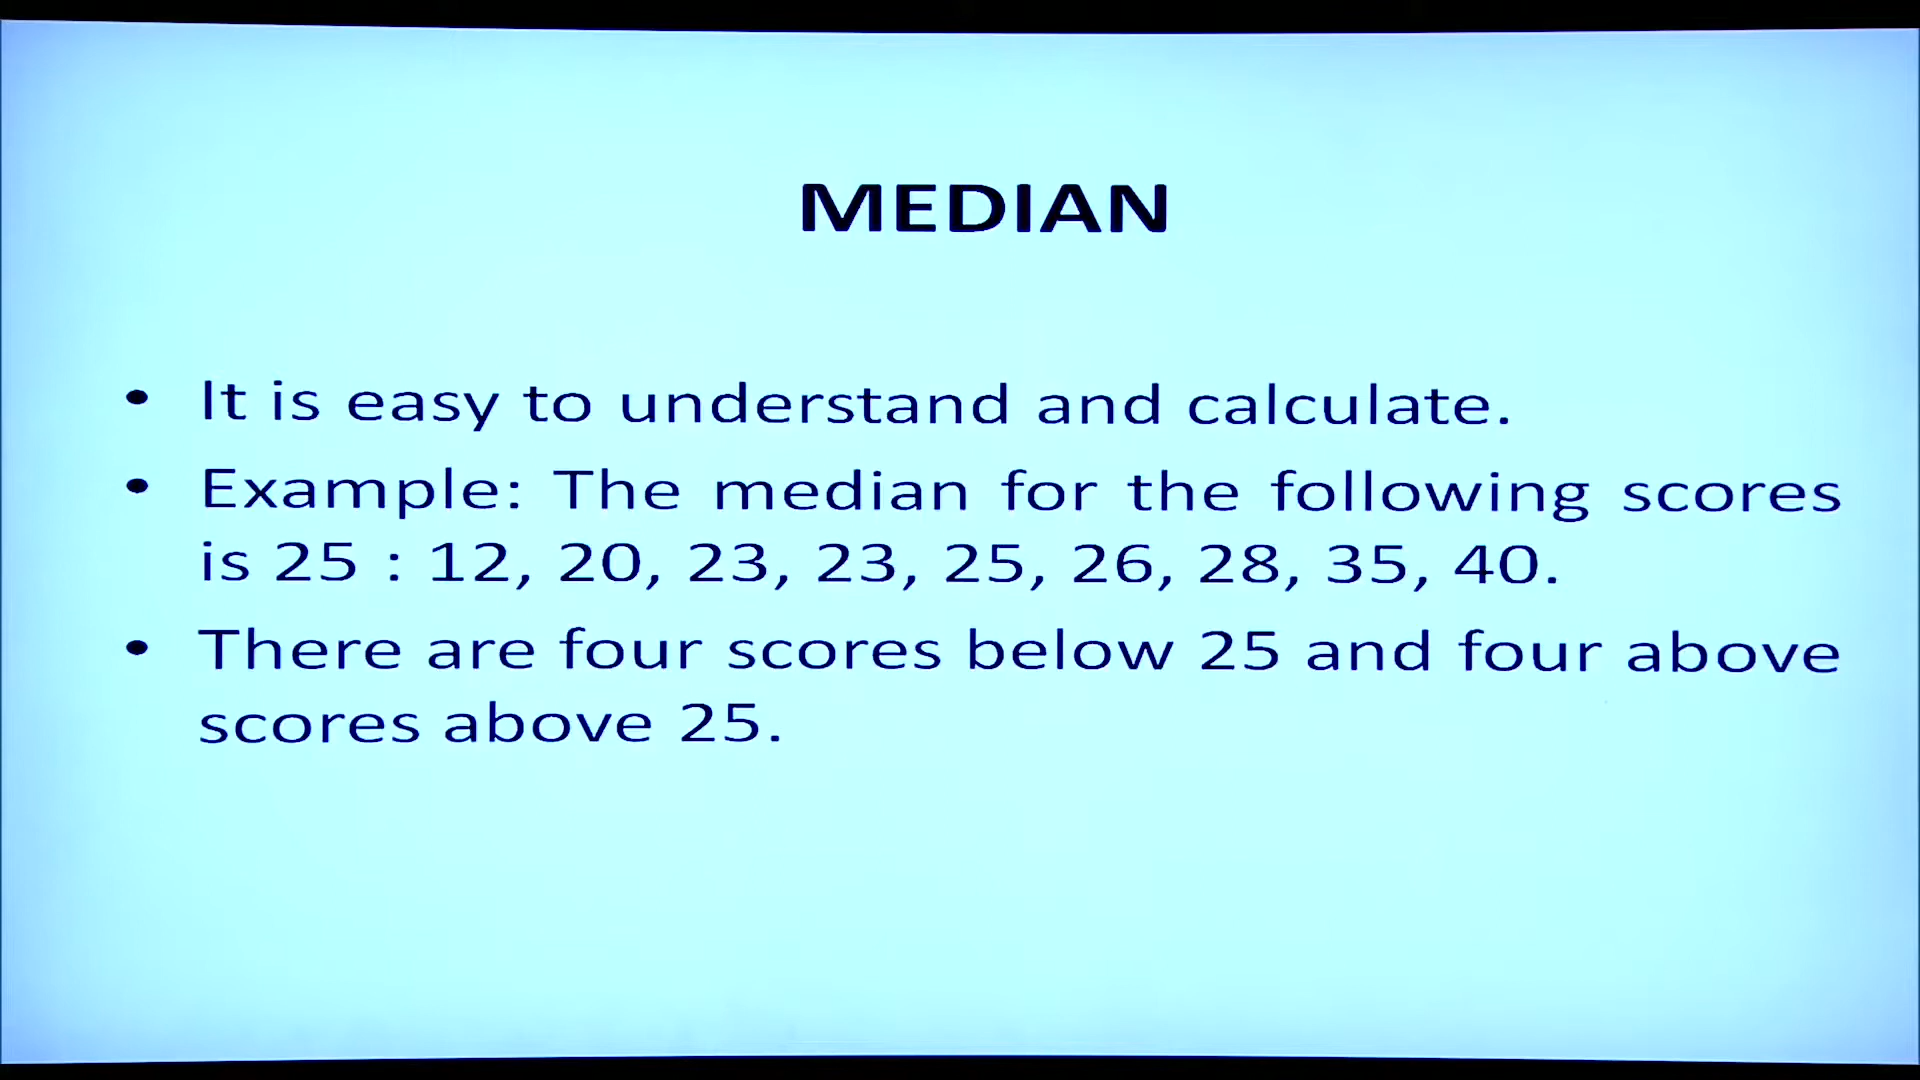 MEDIAN
• It is easy to understand and calculate.
• Example: The median for the following scores
is 25 : 12, 20, 23, 23, 25, 26, 28, 35, 40.
• There are four scores below 25 and four above
scores above 25.